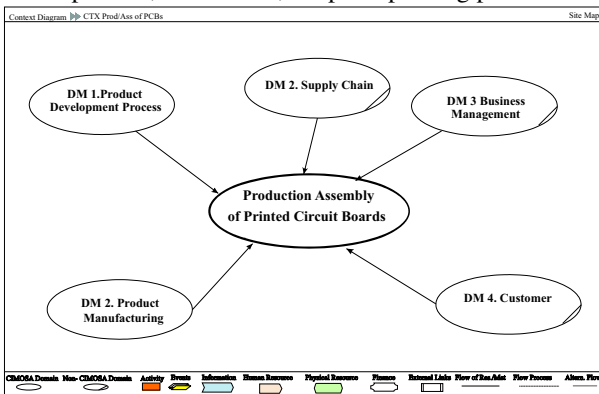 Context Diagram CTX Prod/Ass of PCBs Site Map
DM 1.Product
Development Process
DM 2. Supply Chain
DM 3 Business
Management
Production Assembly
of Printed Circuit Boards
DM 2. Product
Manufacturing
DM 4. Customer
CIMOSA Domain Non- CIMOSA Domain Activity Events Information Human Resource Physical Resource Finance External Links Flow of Res./Mat Flow Process Altern. Flow